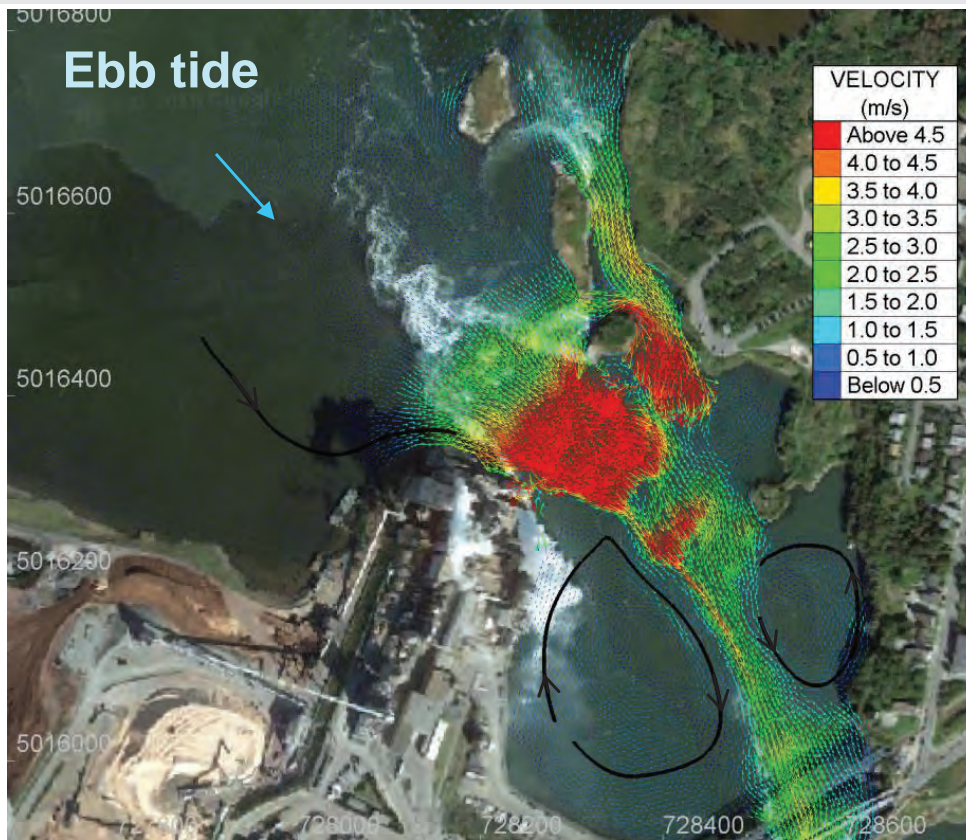 5016800
Ebb tide
VELOCITY
(m/s)
Above 4.5
4.0 to 4.5
3.5 to 4.0
3.0 to 3.5
2.5 to 3.0
2.0 to 2.5
1.5 to 2.0
1.0 to 1.5
0.5 to 1.0
Below 0.5
5016600
5016400
5016200
5016000
728000
728200
728400
728600